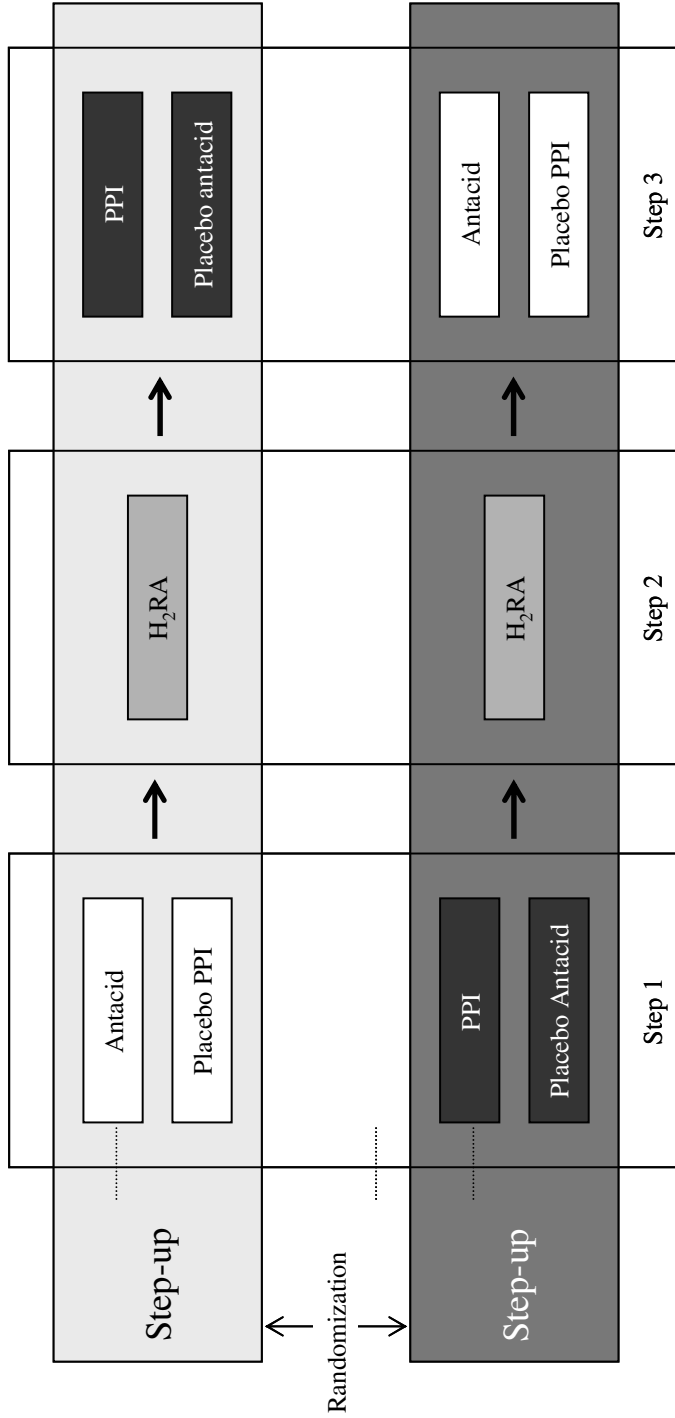 Step-up
Antacid
Placebo PPI
H₂RA
PPI
Placebo antacid
Randomization
Step-up
PPI
Placebo Antacid
H₂RA
Antacid
Placebo PPI
Step 1
Step 2
Step 3